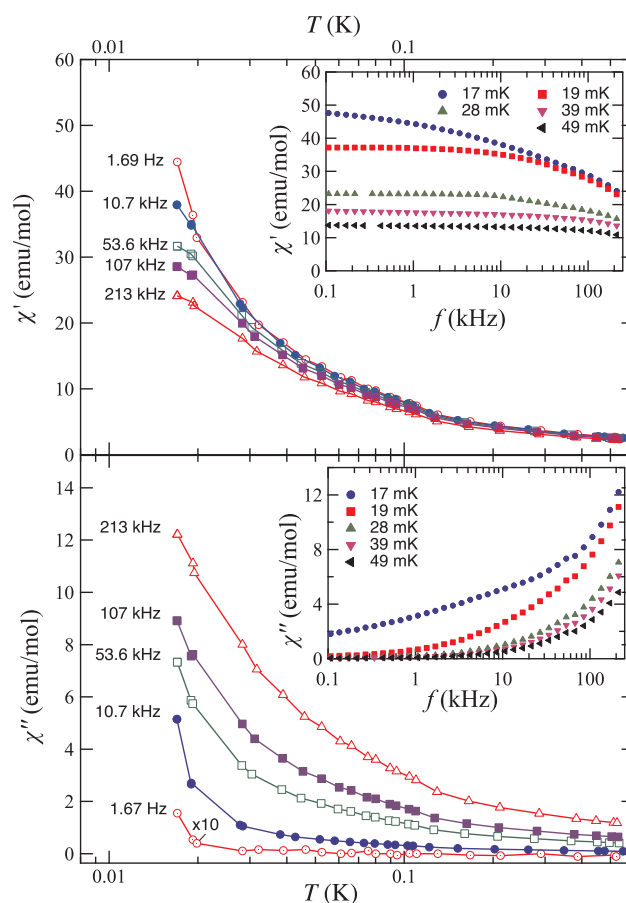 T (K)
0.01 0.1
60
50
40
30
20
10
0
χ' (emu/mol)
1.69 Hz
10.7 kHz
53.6 kHz
107 kHz
213 kHz
60
50
40
30
20
10
0
χ' (emu/mol)
17 mK 19 mK
28 mK 39 mK
49 mK
0.1 1 10 100
f (kHz)
14
12
10
8
6
4
2
0
χ'' (emu/mol)
213 kHz
107 kHz
53.6 kHz
10.7 kHz
1.67 Hz
x10
12
8
4
0
χ'' (emu/mol)
17 mK
19 mK
28 mK
39 mK
49 mK
0.1 1 10 100
f (kHz)
0.01 0.1
T (K)